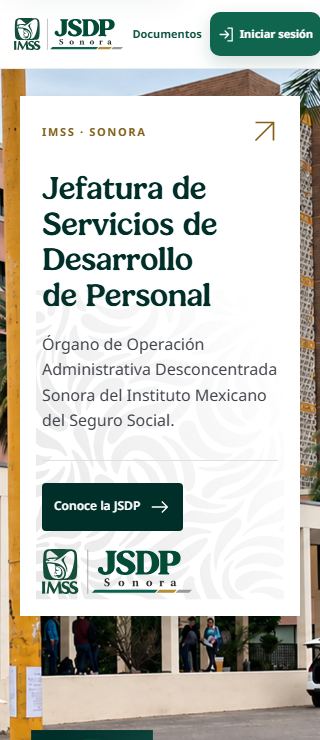 IMSS
JSDP
Sonora
Documentos
Iniciar sesión
IMSS · SONORA
Jefatura de
Servicios de
Desarrollo
de Personal
Órgano de Operación
Administrativa Desconcentrada
Sonora del Instituto Mexicano
del Seguro Social.
Conoce la JSDP
IMSS
JSDP
Sonora